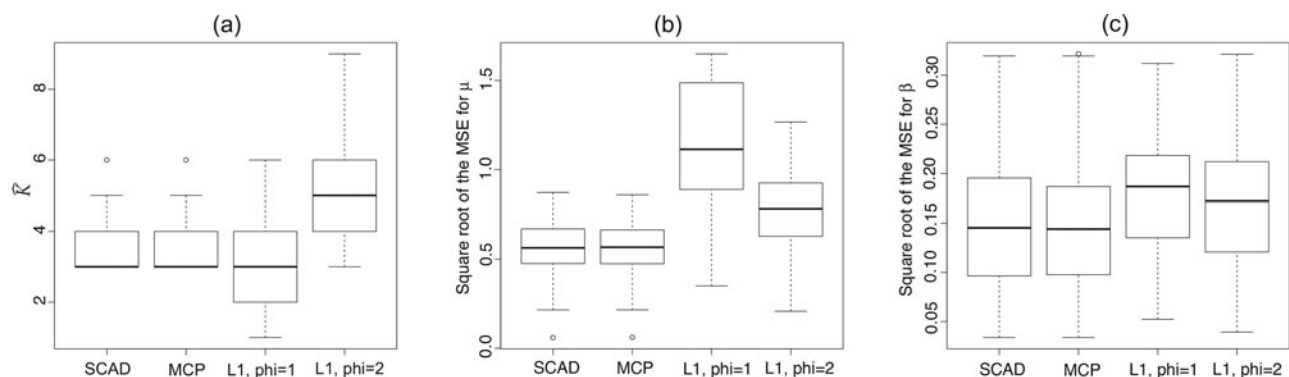 (a)
K̂
8
6
4
2
SCAD MCP L1, phi=1 L1, phi=2
(b)
Square root of the MSE for μ
1.5
1.0
0.5
0.0
SCAD MCP L1, phi=1 L1, phi=2
(c)
Square root of the MSE for β
0.30
0.25
0.20
0.15
0.10
0.05
SCAD MCP L1, phi=1 L1, phi=2